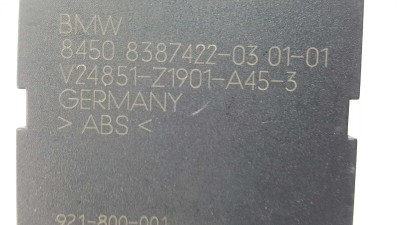 BMW
8450 8387422-03 01-01
V24851-Z1901-A45-3
GERMANY
> ABS <
921-800-001